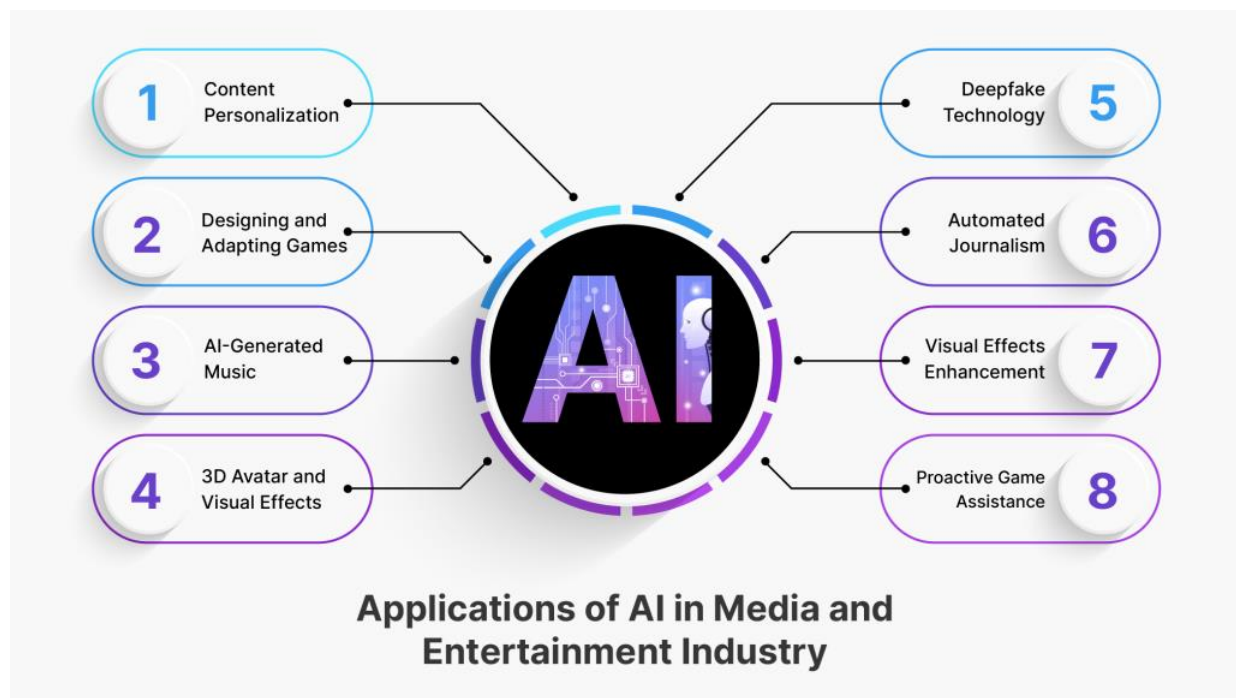 1
Content
Personalization
2
Designing and
Adapting Games
3
AI-Generated
Music
4
3D Avatar and
Visual Effects
AI
Deepfake
Technology
5
Automated
Journalism
6
Visual Effects
Enhancement
7
Proactive Game
Assistance
8
Applications of AI in Media and
Entertainment Industry